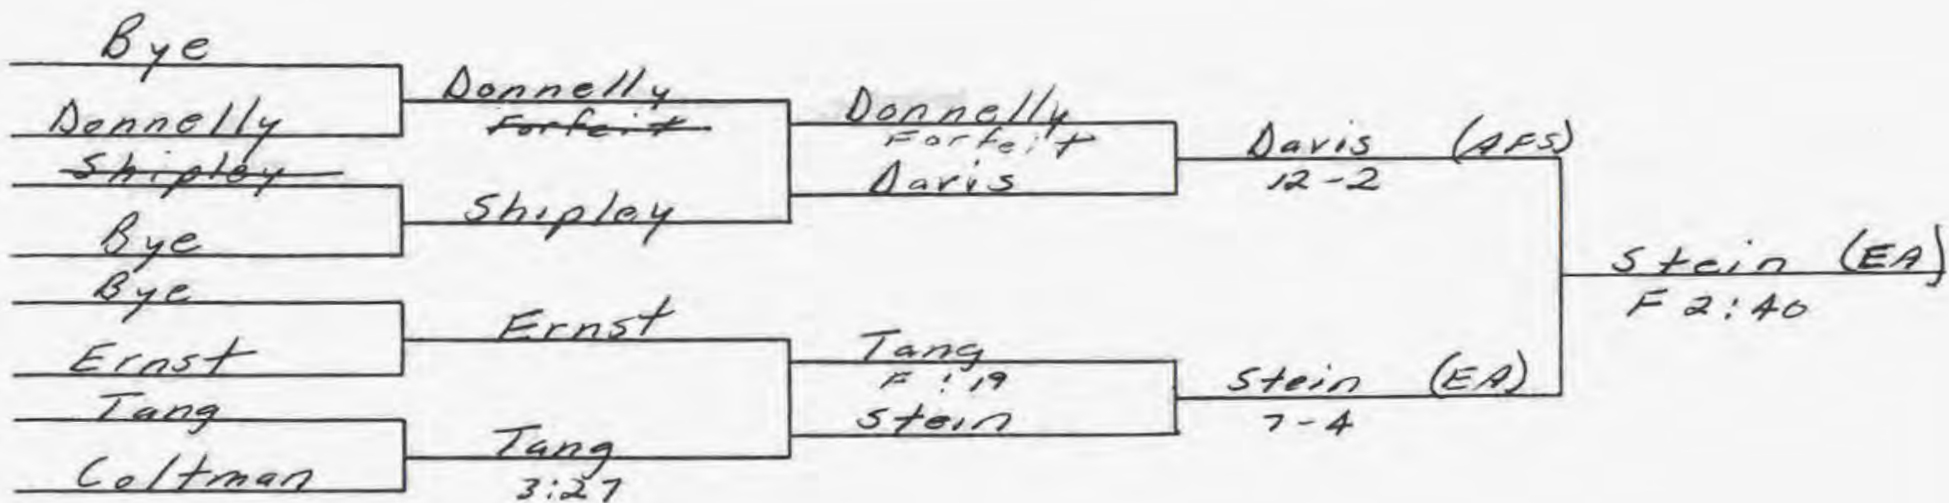 Bye
Donnelly
Shipley
Bye
Bye
Ernst
Tang
Coltman
Donnelly
Forfeit
Shipley
Ernst
Tang
3:27
Donnelly
Forfeit
Davis
Tang
F :19
Stein
Davis (AFS)
12-2
Stein (EA)
7-4
Stein (EA)
F 2:40